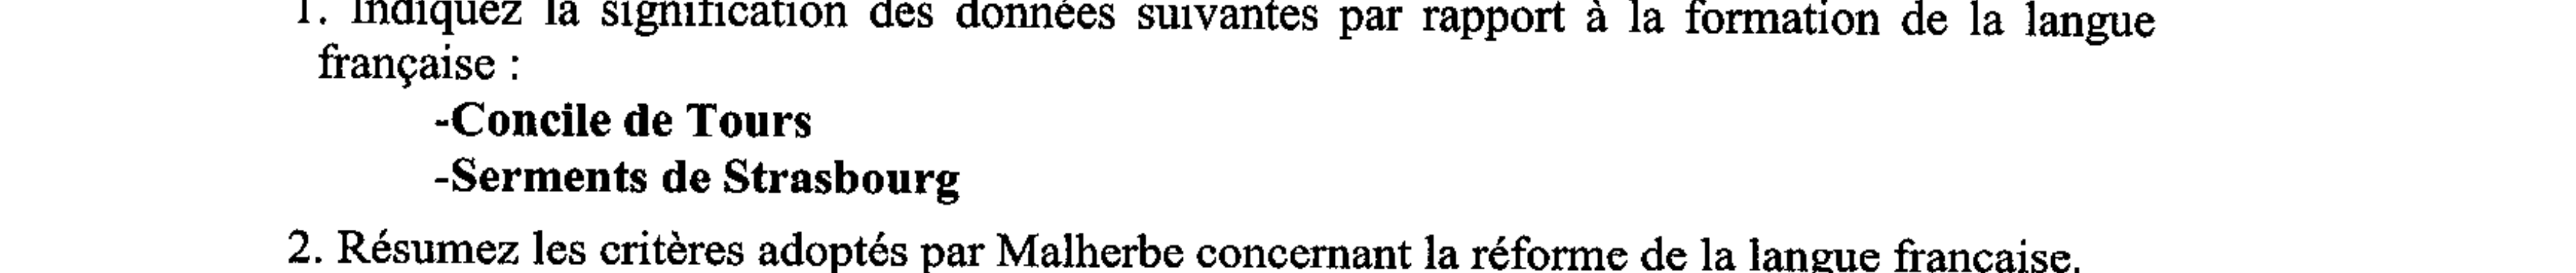 1. Indiquez la signification des données suivantes par rapport à la formation de la langue
française :
-Concile de Tours
-Serments de Strasbourg
2. Résumez les critères adoptés par Malherbe concernant la réforme de la langue française.